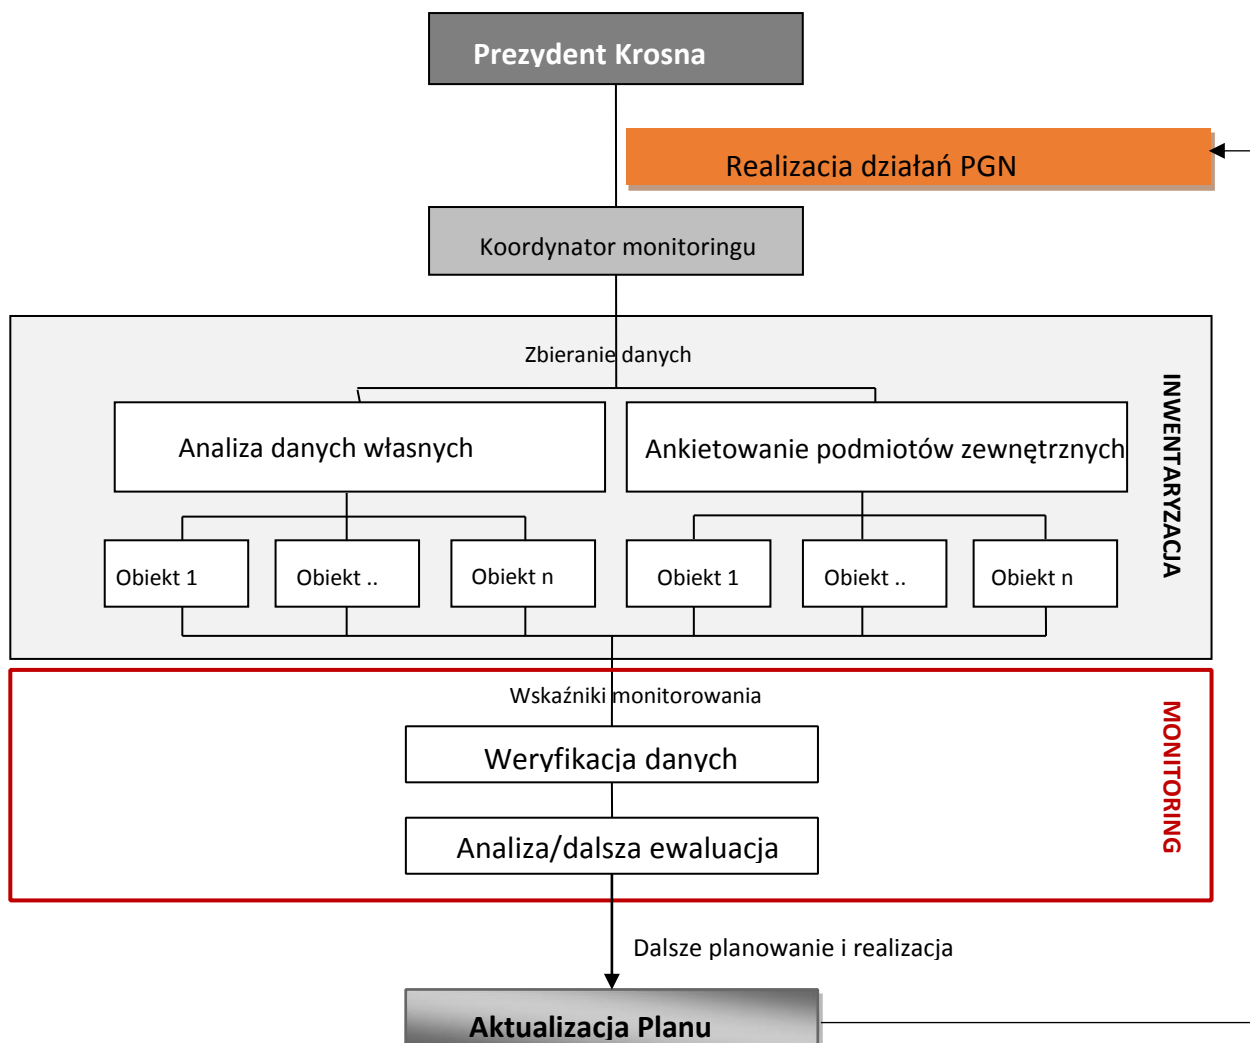 Prezydent Krosna
Realizacja działań PGN
Koordynator monitoringu
Zbieranie danych
INWENTARYZACJA
Analiza danych własnych
Ankietowanie podmiotów zewnętrznych
Obiekt 1
Obiekt ..
Obiekt n
Obiekt 1
Obiekt ..
Obiekt n
Wskaźniki monitorowania
MONITORING
Weryfikacja danych
Analiza/dalsza ewaluacja
Dalsze planowanie i realizacja
Aktualizacja Planu